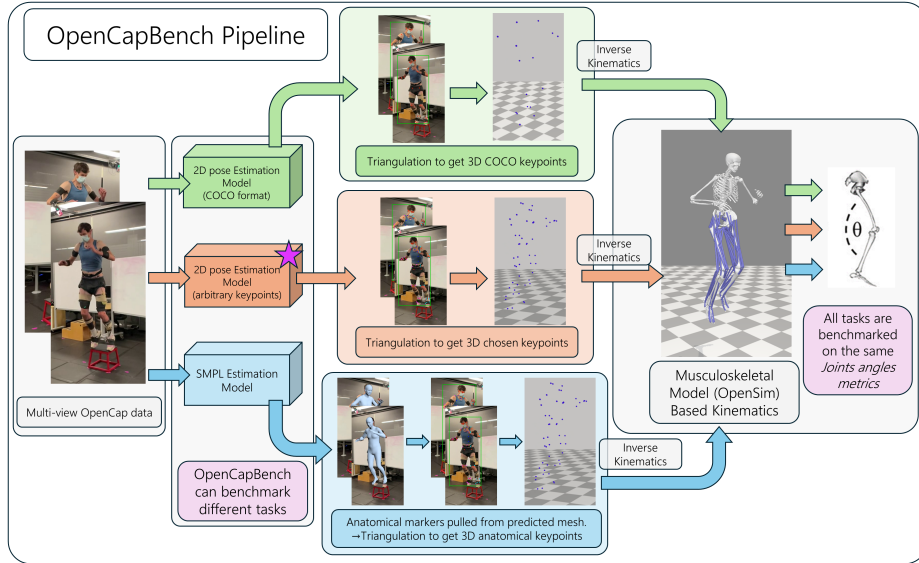 OpenCapBench Pipeline
Inverse
Kinematics
2D pose Estimation
Model
(COCO format)
Triangulation to get 3D COCO keypoints
2D pose Estimation
Model
(arbitrary keypoints)
Triangulation to get 3D chosen keypoints
Inverse
Kinematics
θ
All tasks are
benchmarked
on the same
Joints angles
metrics
SMPL Estimation
Model
Multi-view OpenCap data
Musculoskeletal
Model (OpenSim)
Based Kinematics
OpenCapBench
can benchmark
different tasks
Inverse
Kinematics
Anatomical markers pulled from predicted mesh.
→Triangulation to get 3D anatomical keypoints